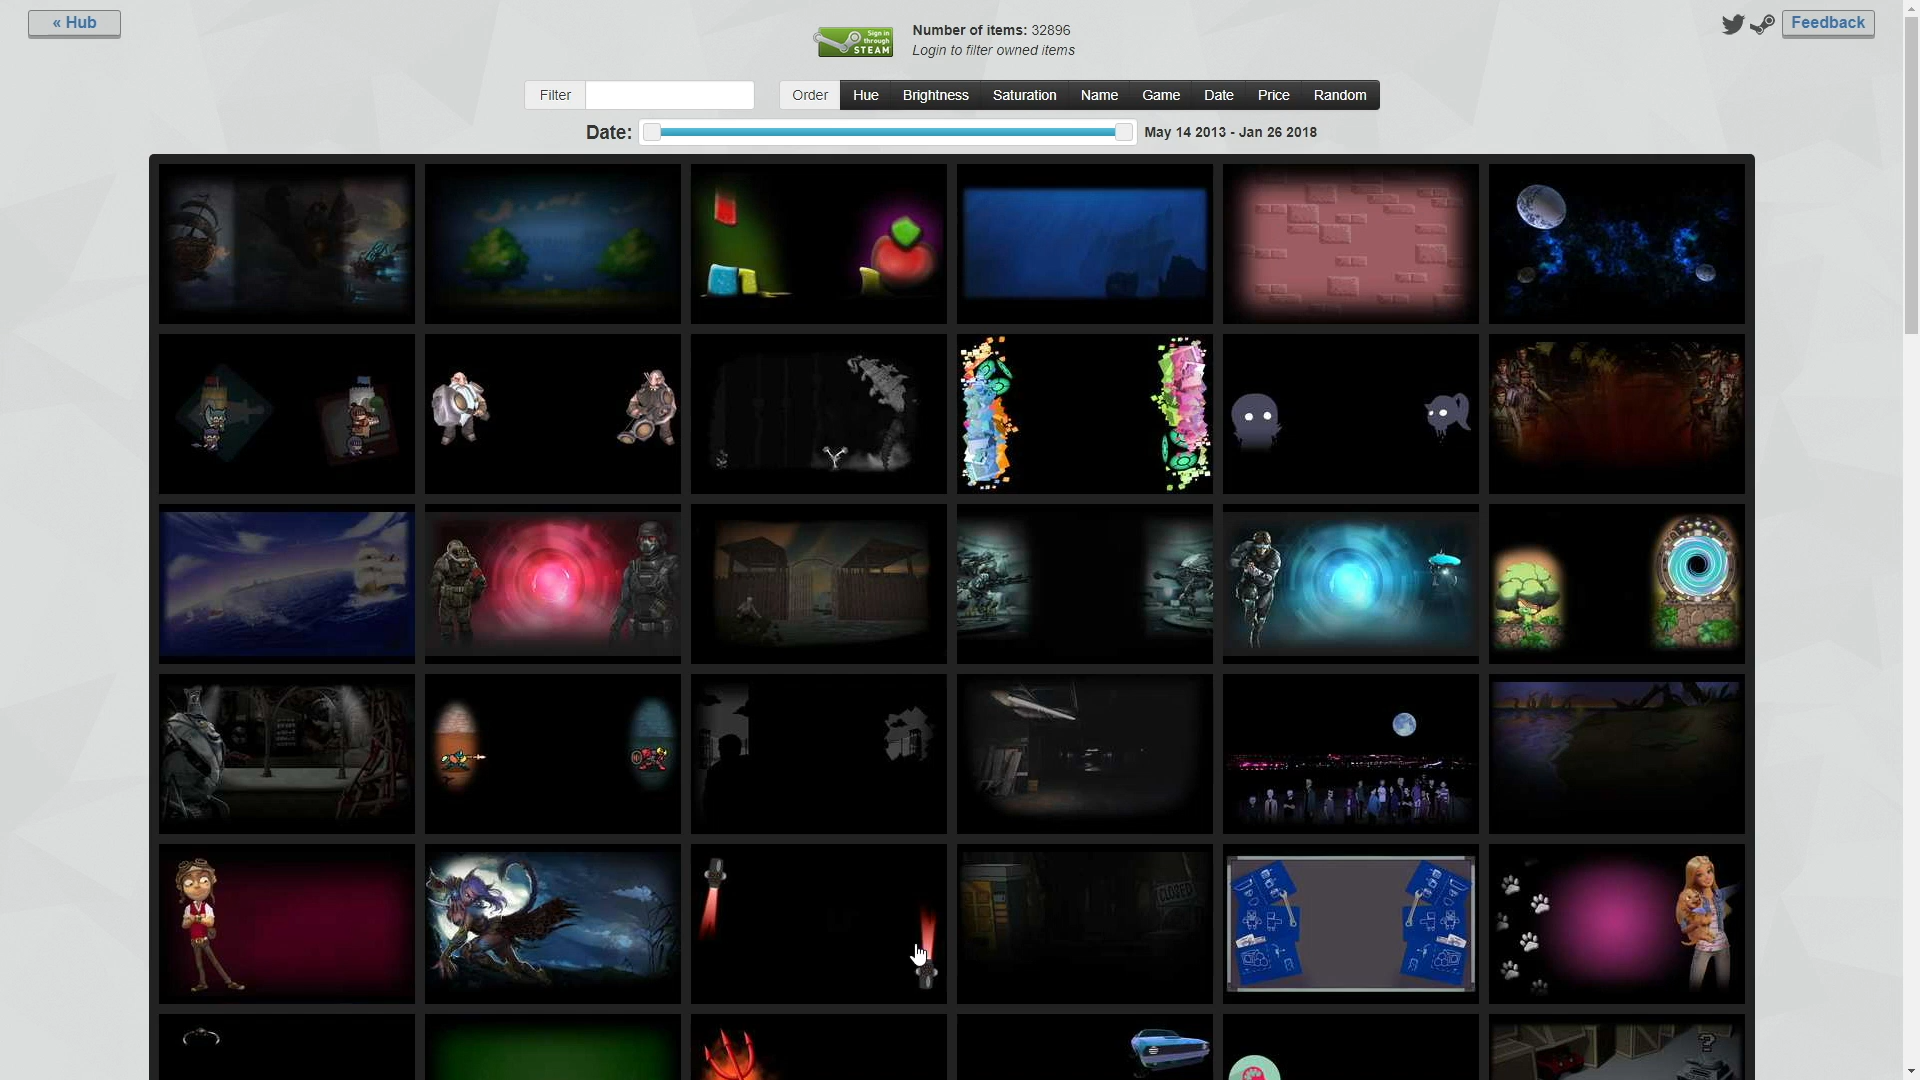 « Hub
Sign in
through
STEAM
Number of items: 32896
Login to filter owned items
Feedback
Filter
Order Hue Brightness Saturation Name Game Date Price Random
Date: May 14 2013 - Jan 26 2018
CLOSED
?